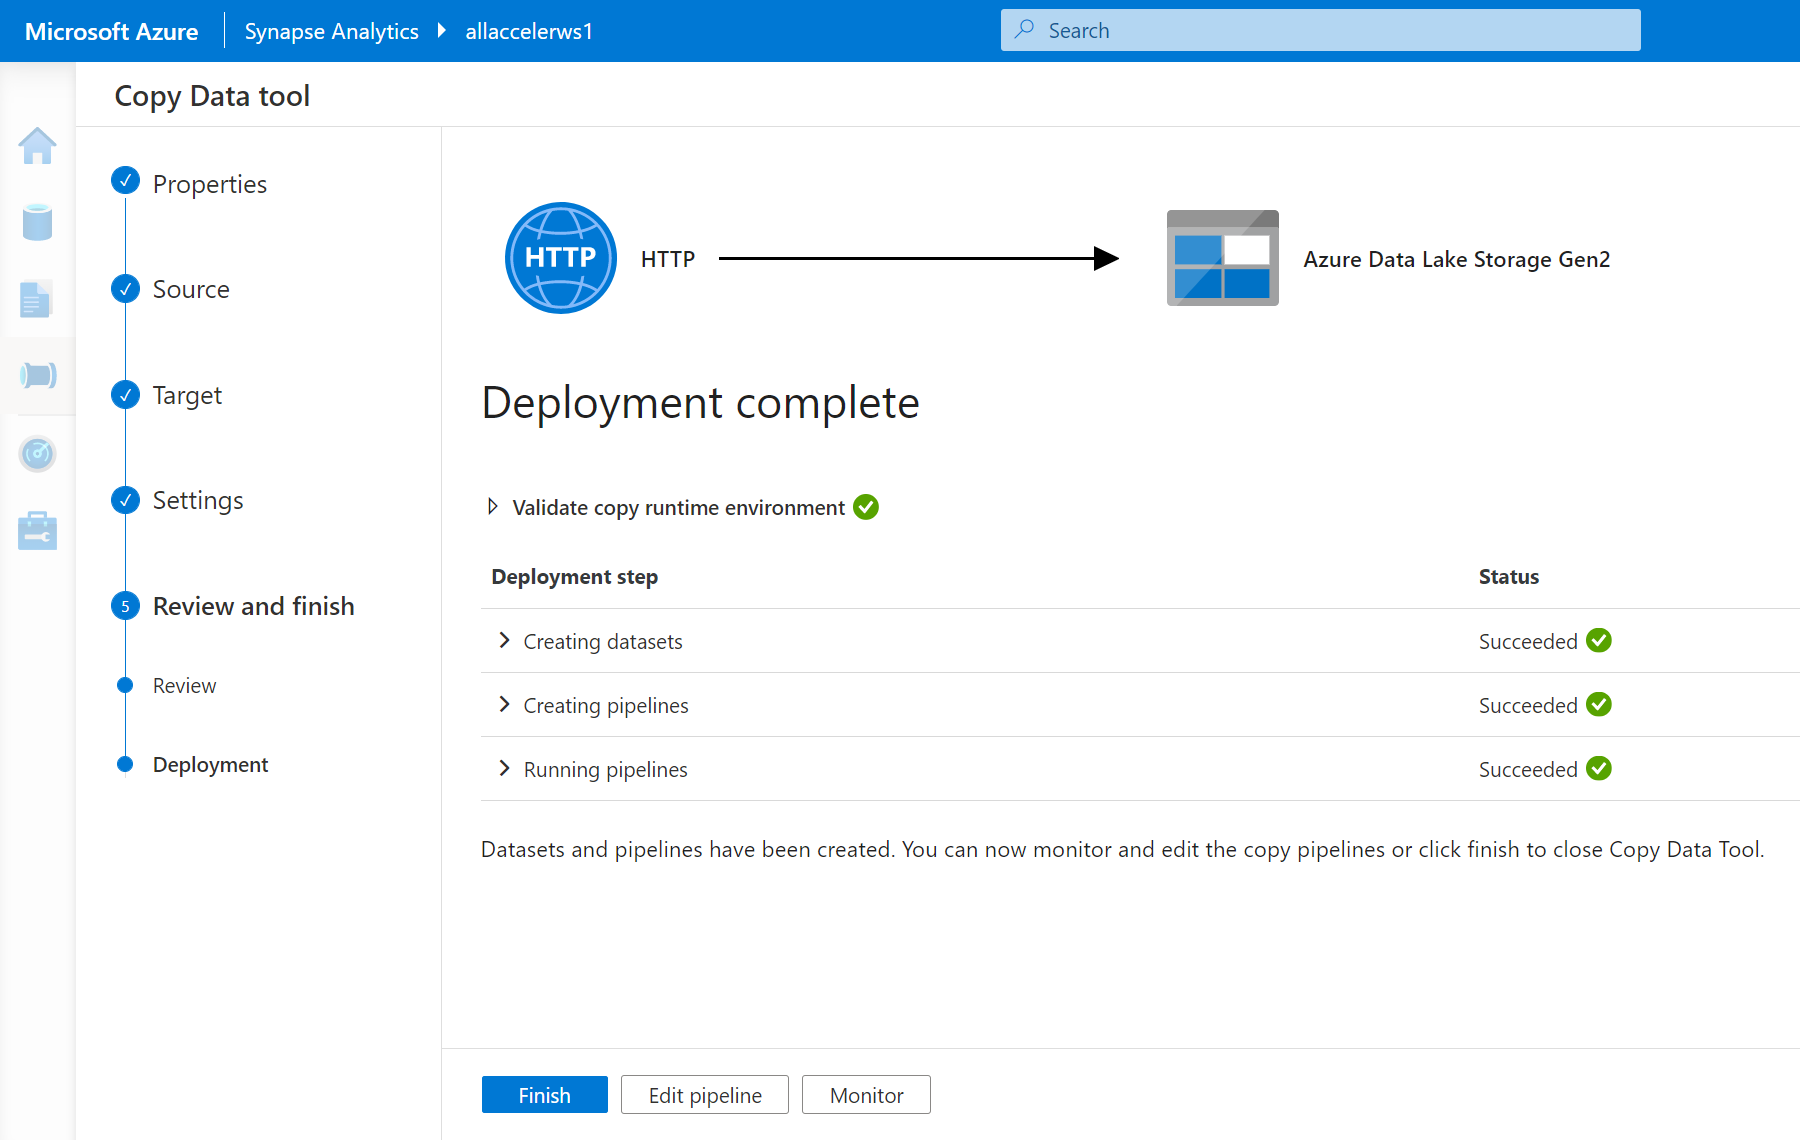 Microsoft Azure
Synapse Analytics
allaccelerws1
Search
Copy Data tool
Properties
Source
Target
Settings
5
Review and finish
Review
Deployment
HTTP
HTTP
Azure Data Lake Storage Gen2
Deployment complete
Validate copy runtime environment
Deployment step Status
Creating datasets Succeeded
Creating pipelines Succeeded
Running pipelines Succeeded
Datasets and pipelines have been created. You can now monitor and edit the copy pipelines or click finish to close Copy Data Tool.
Finish
Edit pipeline
Monitor